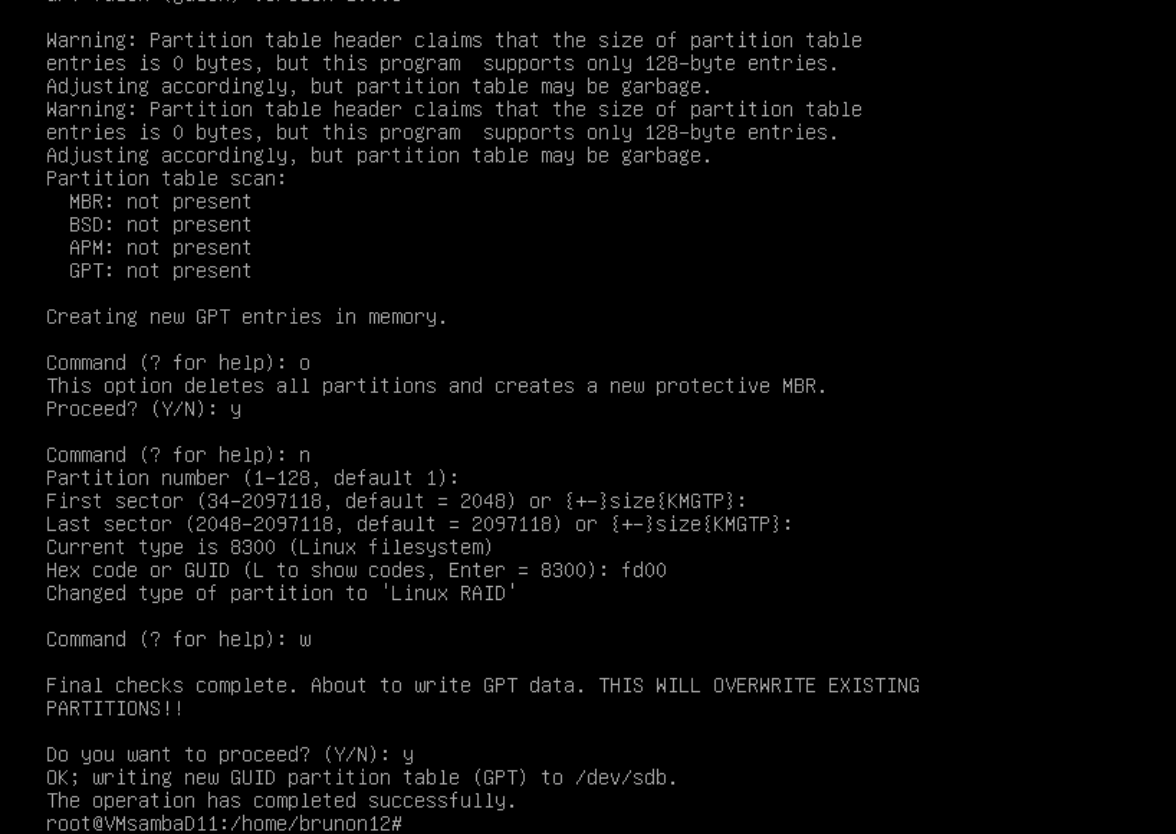 Warning: Partition table header claims that the size of partition table
entries is 0 bytes, but this program  supports only 128-byte entries.
Adjusting accordingly, but partition table may be garbage.
Warning: Partition table header claims that the size of partition table
entries is 0 bytes, but this program  supports only 128-byte entries.
Adjusting accordingly, but partition table may be garbage.
Partition table scan:
  MBR: not present
  BSD: not present
  APM: not present
  GPT: not present
Creating new GPT entries in memory.
Command (? for help): o
This option deletes all partitions and creates a new protective MBR.
Proceed? (Y/N): y
Command (? for help): n
Partition number (1-128, default 1):
First sector (34-2097118, default = 2048) or {+-}size{KMGTP}:
Last sector (2048-2097118, default = 2097118) or {+-}size{KMGTP}:
Current type is 8300 (Linux filesystem)
Hex code or GUID (L to show codes, Enter = 8300): fd00
Changed type of partition to 'Linux RAID'
Command (? for help): w
Final checks complete. About to write GPT data. THIS WILL OVERWRITE EXISTING
PARTITIONS!!
Do you want to proceed? (Y/N): y
OK; writing new GUID partition table (GPT) to /dev/sdb.
The operation has completed successfully.
root@VMsambaD11:/home/brunon12#